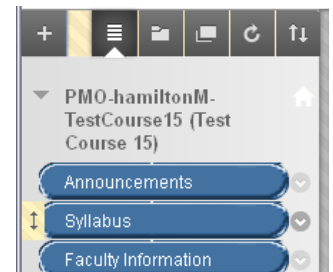 PMO-hamiltonM-
TestCourse15 (Test
Course 15)
Announcements
Syllabus
Faculty Information